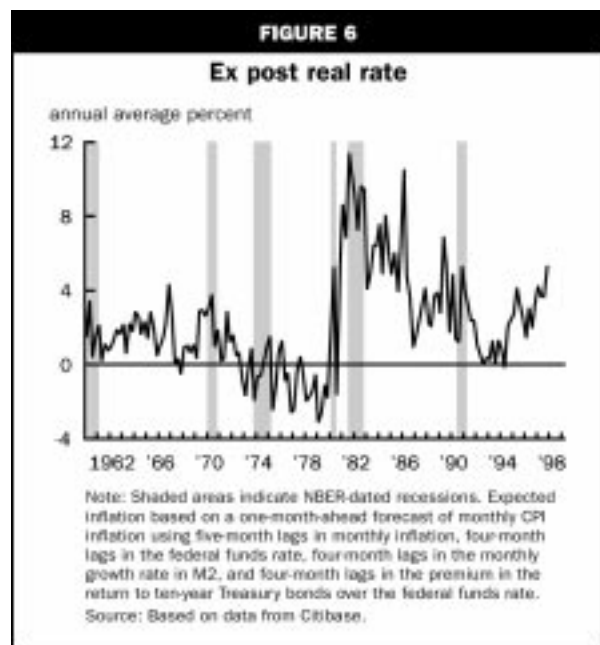 FIGURE 6
Ex post real rate
annual average percent
12
8
4
0
-4
1962 '66 '70 '74 '78 '82 '86 '90 '94 '98
Note: Shaded areas indicate NBER-dated recessions. Expected
inflation based on a one-month-ahead forecast of monthly CPI
inflation using five-month lags in monthly inflation, four-month
lags in the federal funds rate, four-month lags in the monthly
growth rate in M2, and four-month lags in the premium in the
return to ten-year Treasury bonds over the federal funds rate.
Source: Based on data from Citibase.